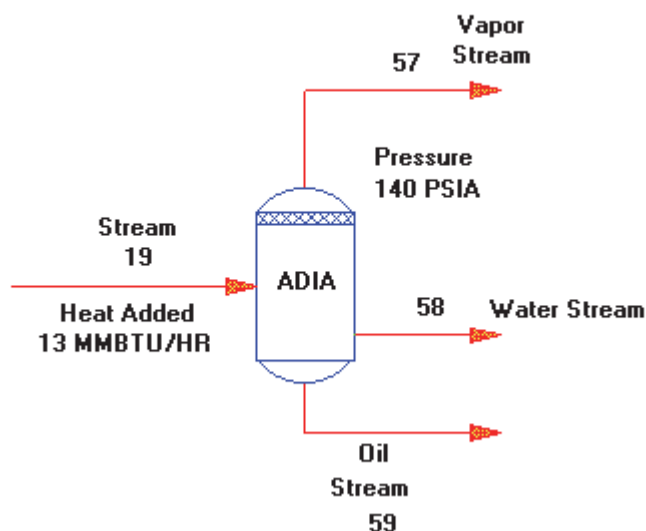 Vapor
Stream
57
Pressure
140 PSIA
Stream
19
ADIA
Heat Added
13 MMBTU/HR
58
Water Stream
Oil
Stream
59